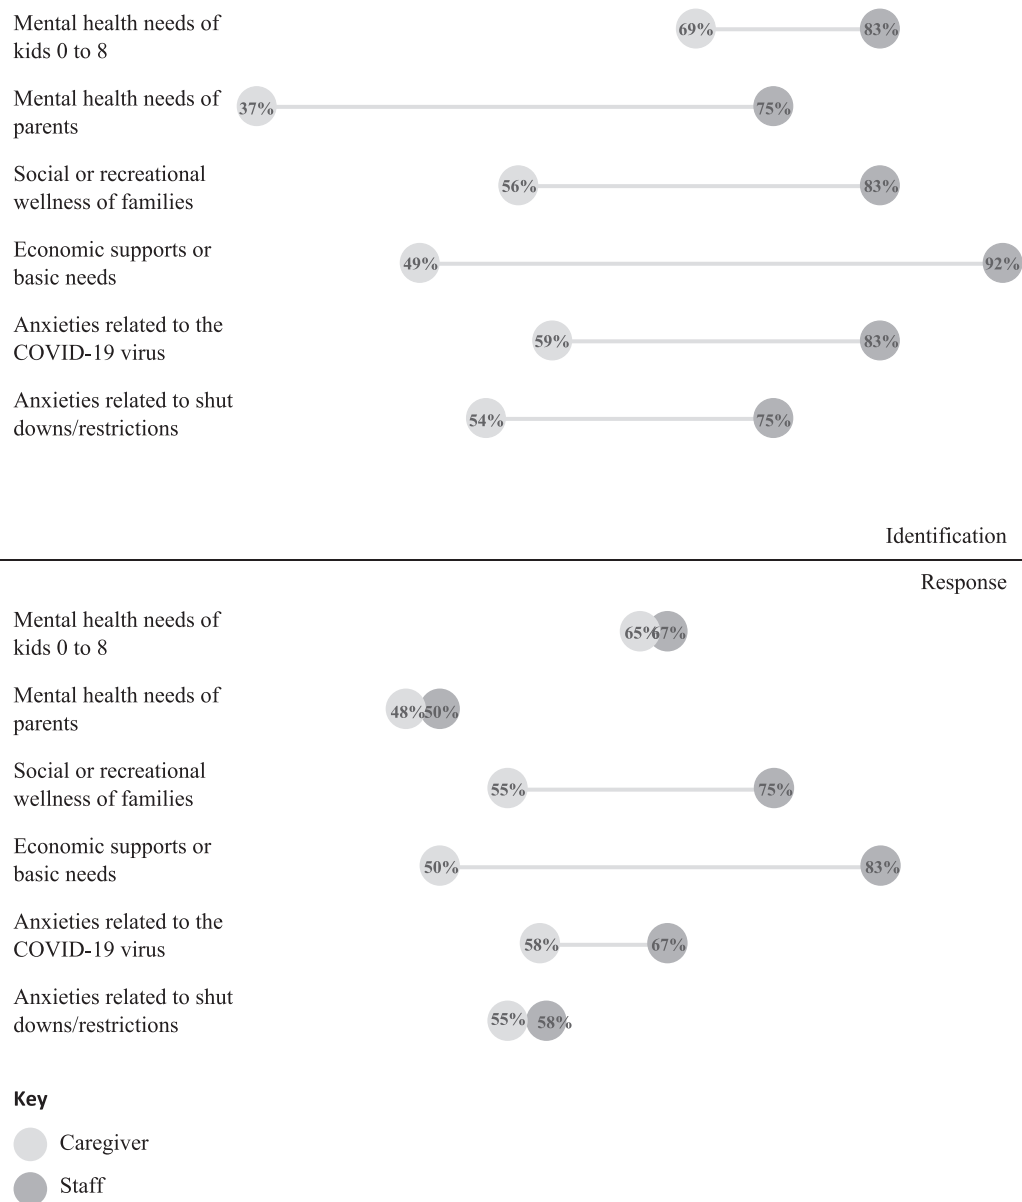 Mental health needs of
kids 0 to 8
69%
83%
Mental health needs of
parents
37%
75%
Social or recreational
wellness of families
56%
83%
Economic supports or
basic needs
49%
92%
Anxieties related to the
COVID-19 virus
59%
83%
Anxieties related to shut
downs/restrictions
54%
75%
Identification
Response
Mental health needs of
kids 0 to 8
65%
67%
Mental health needs of
parents
48%
50%
Social or recreational
wellness of families
55%
75%
Economic supports or
basic needs
50%
83%
Anxieties related to the
COVID-19 virus
58%
67%
Anxieties related to shut
downs/restrictions
55%
58%
Key
Caregiver
Staff